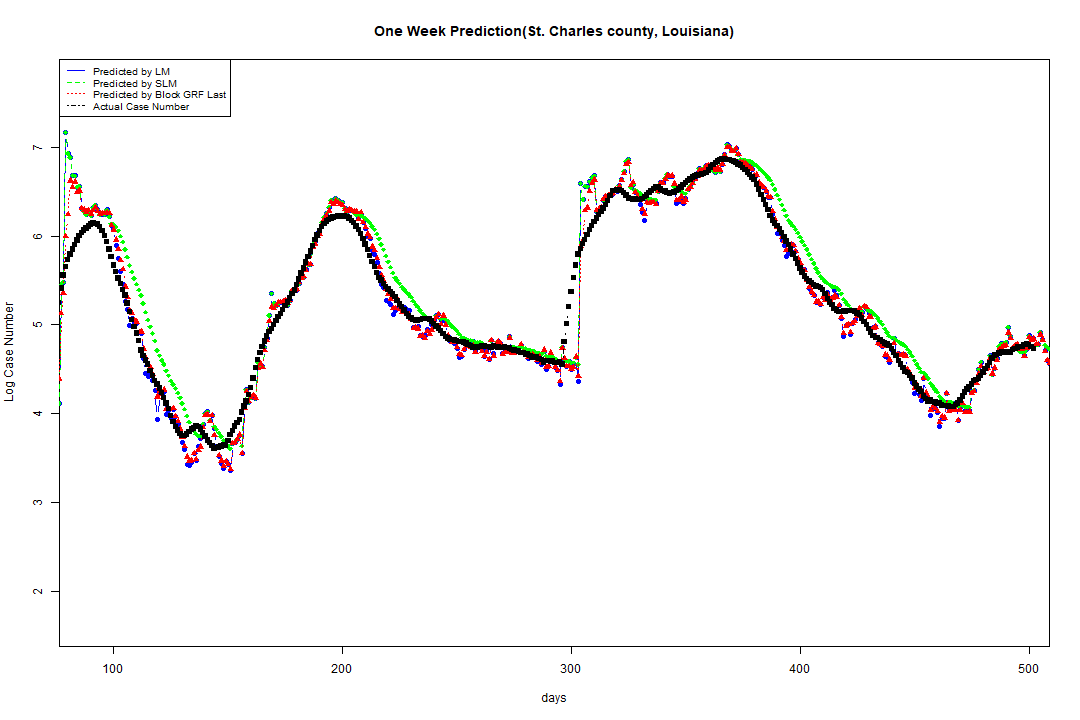 One Week Prediction(St. Charles county, Louisiana)
Predicted by LM
Predicted by SLM
Predicted by Block GRF Last
Actual Case Number
7
6
5
4
3
2
Log Case Number
100 200 300 400 500
days